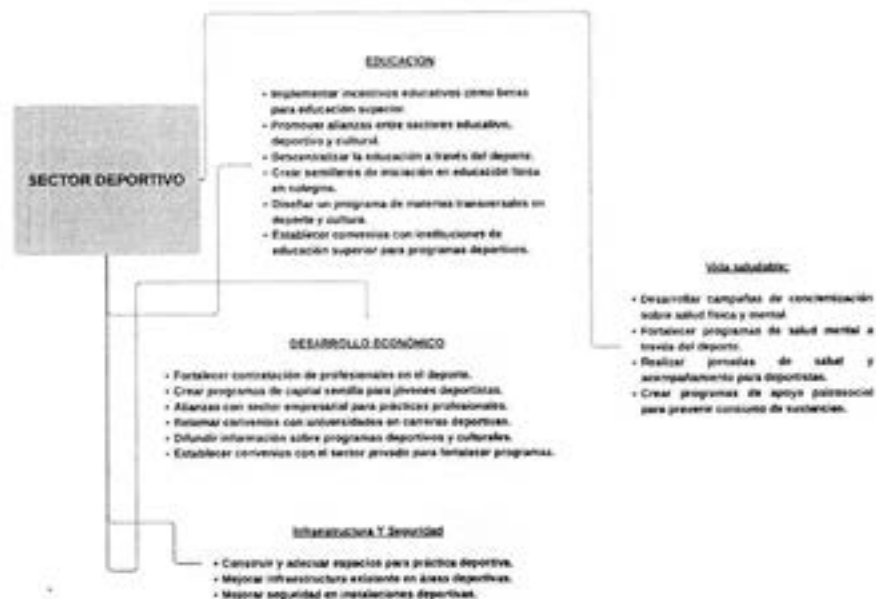 EDUCACIÓN
• Implementar incentivos educativos como becas
para educación superior.
• Promover alianzas entre sectores educativo,
deportivo y cultural.
• Descentralizar la educación a través del deporte.
• Crear semilleros de iniciación en educación física
en colegios.
• Diseñar un programa de materias transversales en
deporte y cultura.
• Establecer convenios con instituciones de
educación superior para programas deportivos.
SECTOR DEPORTIVO
Vida saludable:
• Desarrollar campañas de concientización
sobre salud física y mental.
• Fortalecer programas de salud mental a
través del deporte.
• Realizar jornadas de salud y
acompañamiento para deportistas.
• Crear programas de apoyo psicosocial
para prevenir consumo de sustancias.
DESARROLLO ECONÓMICO
• Fortalecer contratación de profesionales en el deporte.
• Crear programas de capital semilla para jóvenes deportistas.
• Alianzas con sector empresarial para prácticas profesionales.
• Retomar convenios con universidades en carreras deportivas.
• Difundir información sobre programas deportivos y culturales.
• Establecer convenios con el sector privado para fortalecer programas.
Infraestructura Y Seguridad
• Construir y adecuar espacios para práctica deportiva.
• Mejorar infraestructura existente en áreas deportivas.
• Mejorar seguridad en instalaciones deportivas.